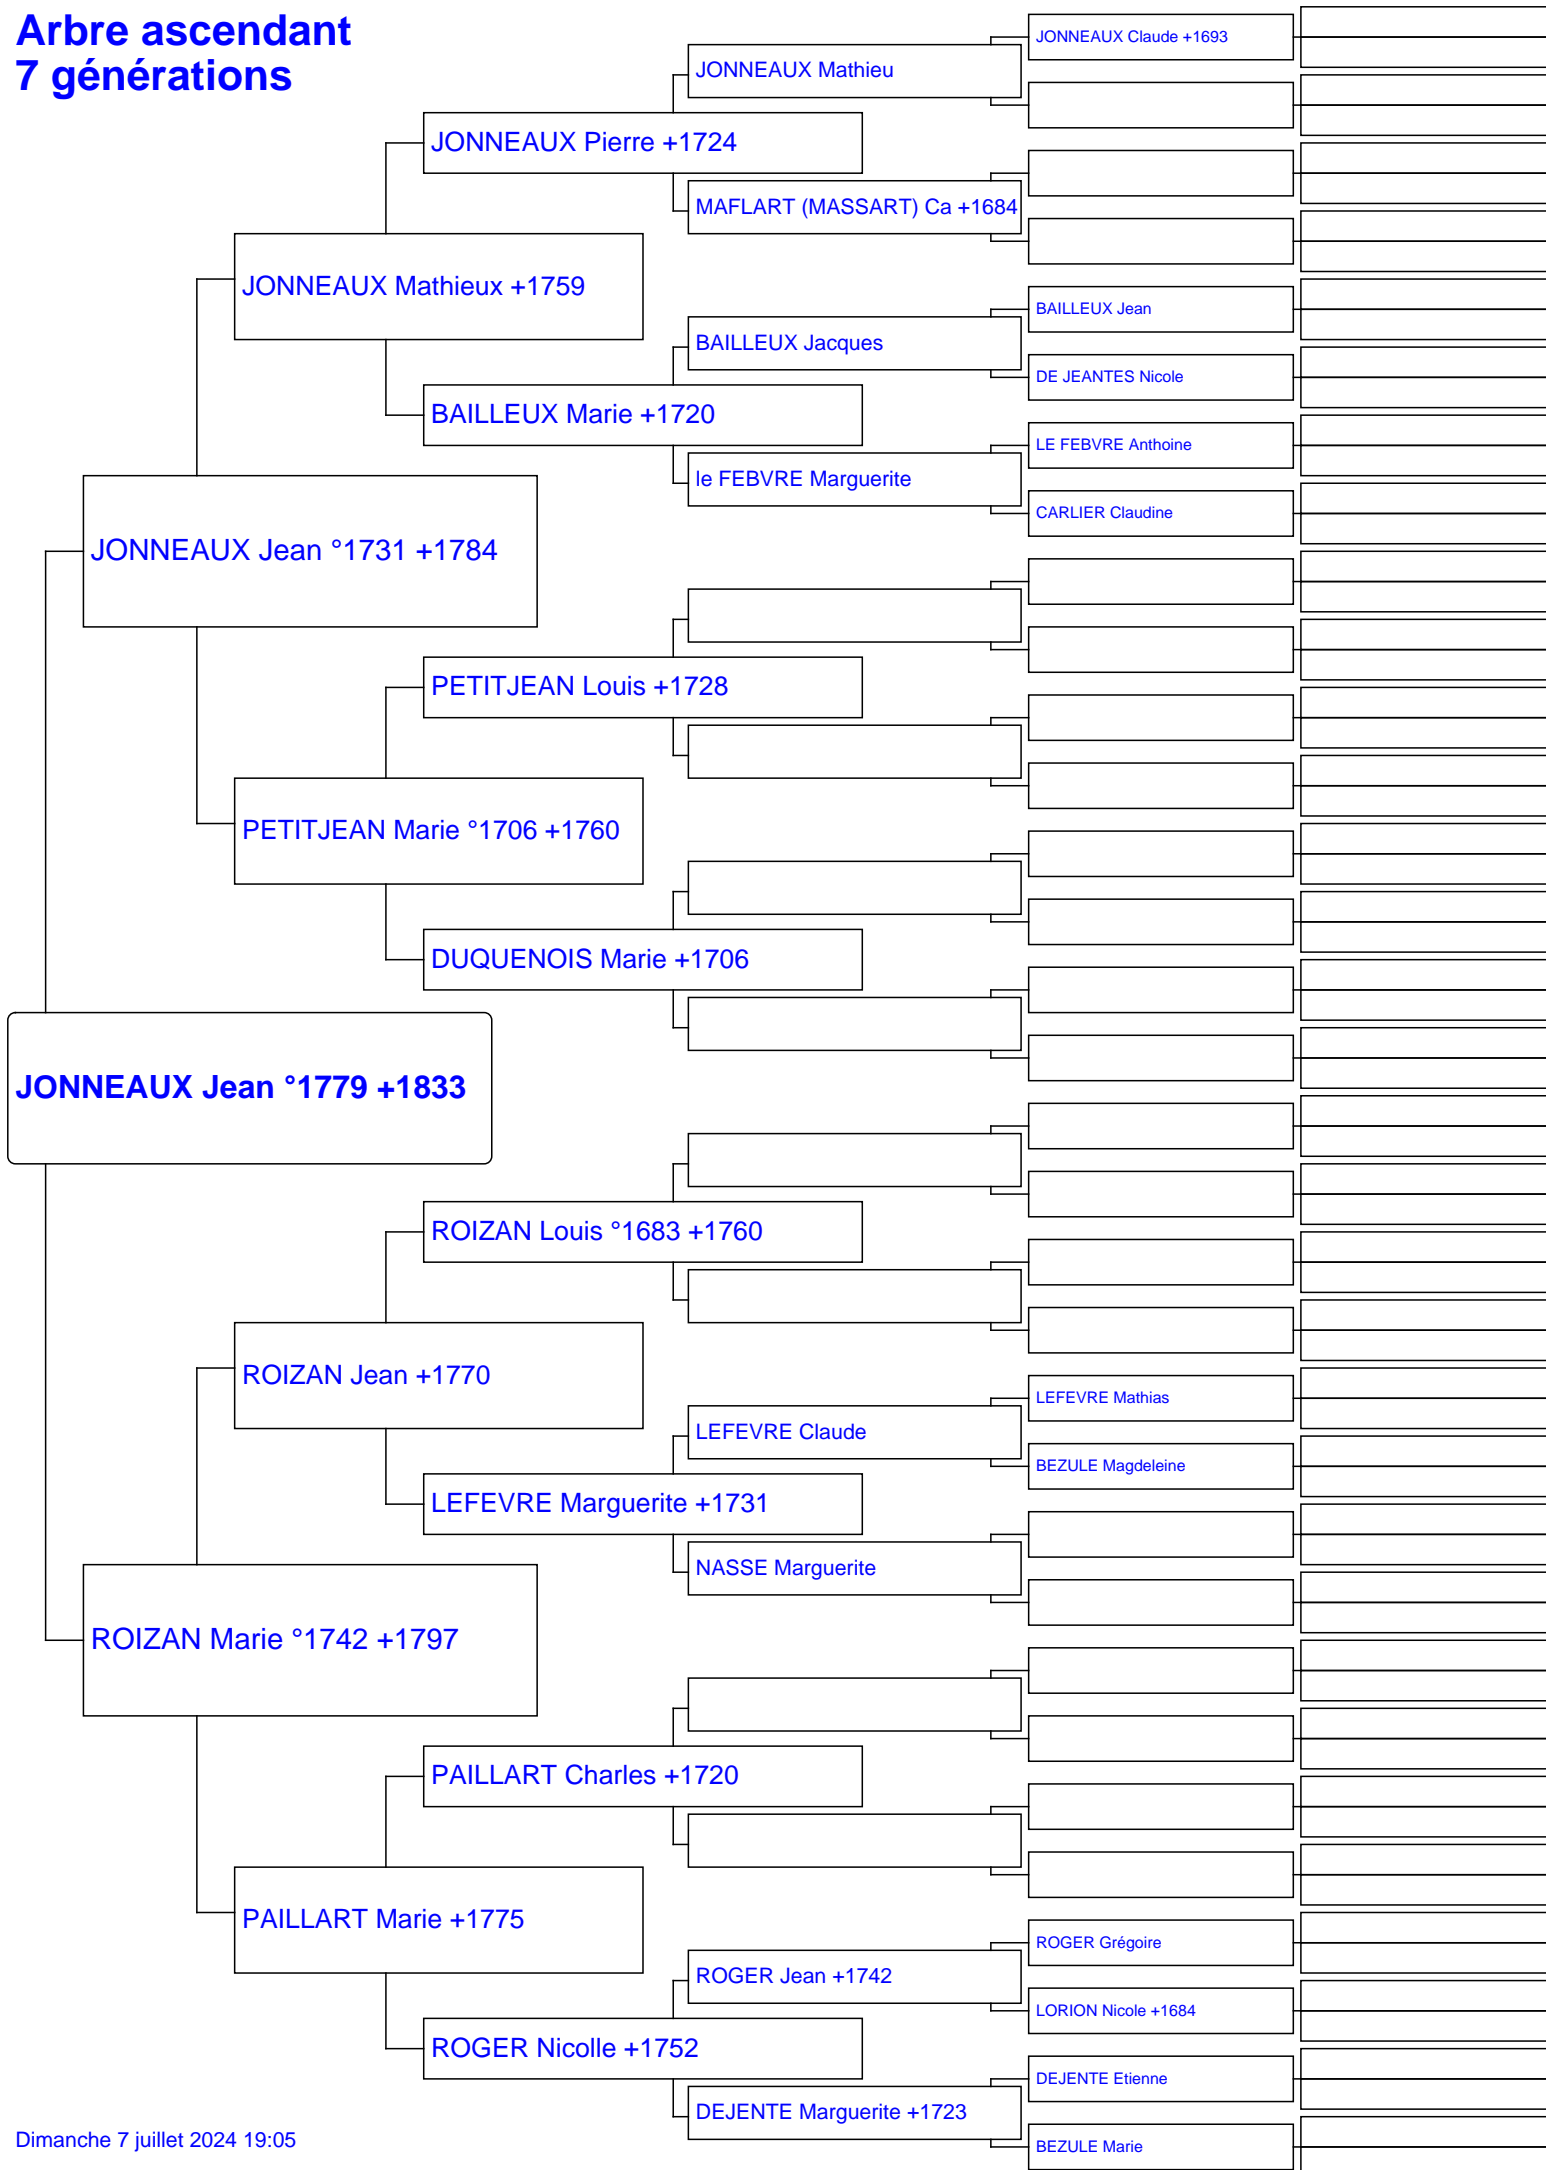 Arbre ascendant
7 générations
JONNEAUX Claude +1693
JONNEAUX Mathieu
JONNEAUX Pierre +1724
MAFLART (MASSART) Ca +1684
JONNEAUX Mathieux +1759
BAILLEUX Jean
BAILLEUX Jacques
DE JEANTES Nicole
BAILLEUX Marie +1720
LE FEBVRE Anthoine
le FEBVRE Marguerite
CARLIER Claudine
JONNEAUX Jean °1731 +1784
PETITJEAN Louis +1728
PETITJEAN Marie °1706 +1760
DUQUENOIS Marie +1706
JONNEAUX Jean °1779 +1833
ROIZAN Louis °1683 +1760
ROIZAN Jean +1770
LEFEVRE Mathias
LEFEVRE Claude
BEZULE Magdeleine
LEFEVRE Marguerite +1731
NASSE Marguerite
ROIZAN Marie °1742 +1797
PAILLART Charles +1720
PAILLART Marie +1775
ROGER Grégoire
ROGER Jean +1742
LORION Nicole +1684
ROGER Nicolle +1752
DEJENTE Etienne
DEJENTE Marguerite +1723
BEZULE Marie
Dimanche 7 juillet 2024 19:05